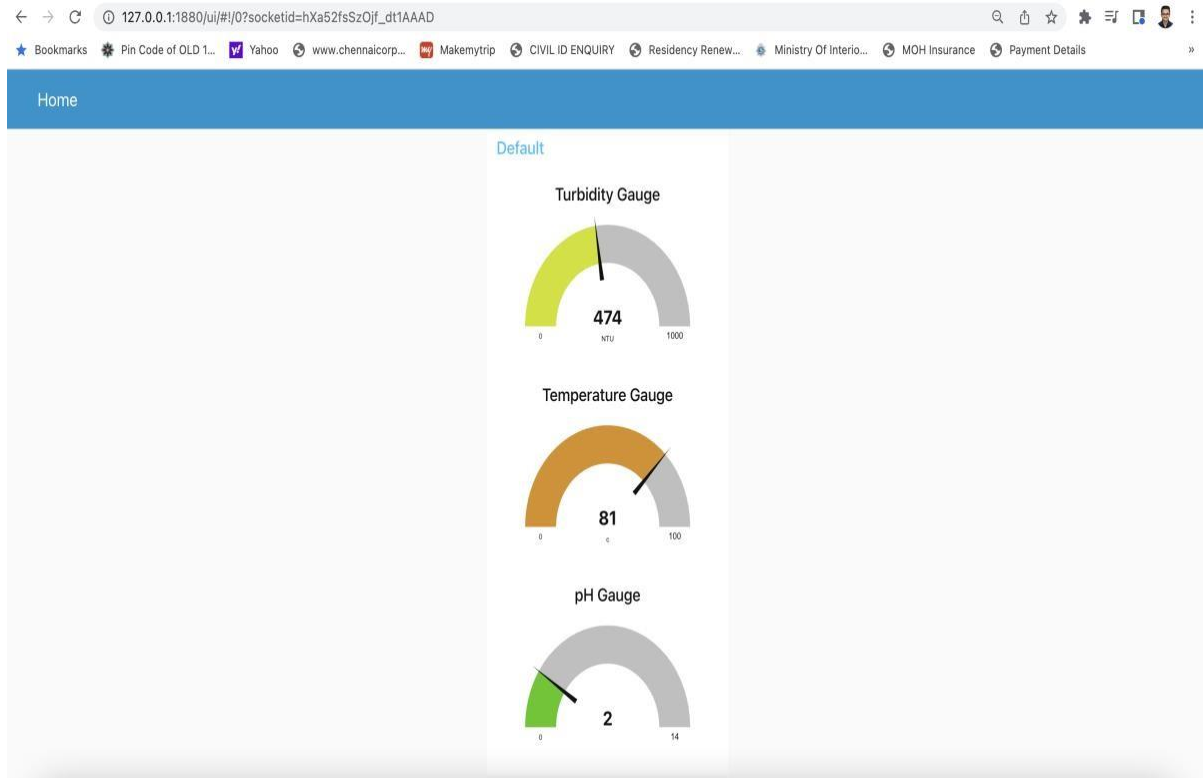 127.0.0.1:1880/ui/#!/0?socketid=hXa52fsSzOjf_dt1AAAD
Bookmarks Pin Code of OLD 1... Yahoo www.chennaicorp... my Makemytrip CIVIL ID ENQUIRY Residency Renew... Ministry Of Interio... MOH Insurance Payment Details »
Home
Default
Turbidity Gauge
474
0 NTU 1000
Temperature Gauge
81
0 c 100
pH Gauge
2
0 14